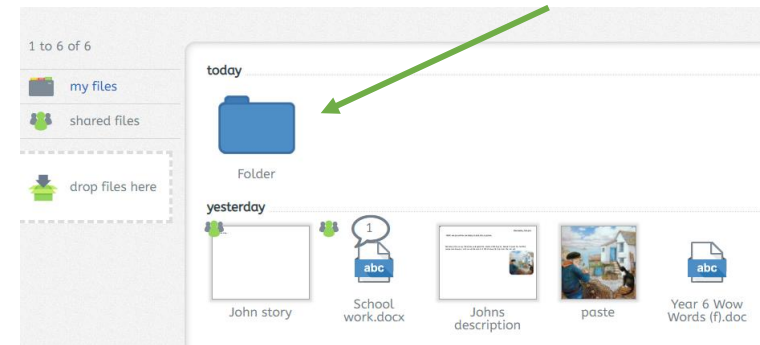 1 to 6 of 6
my files
shared files
drop files here
today
Folder
yesterday
1
abc
abc
John story
School
work.docx
Johns
description
paste
Year 6 Wow
Words (f).doc